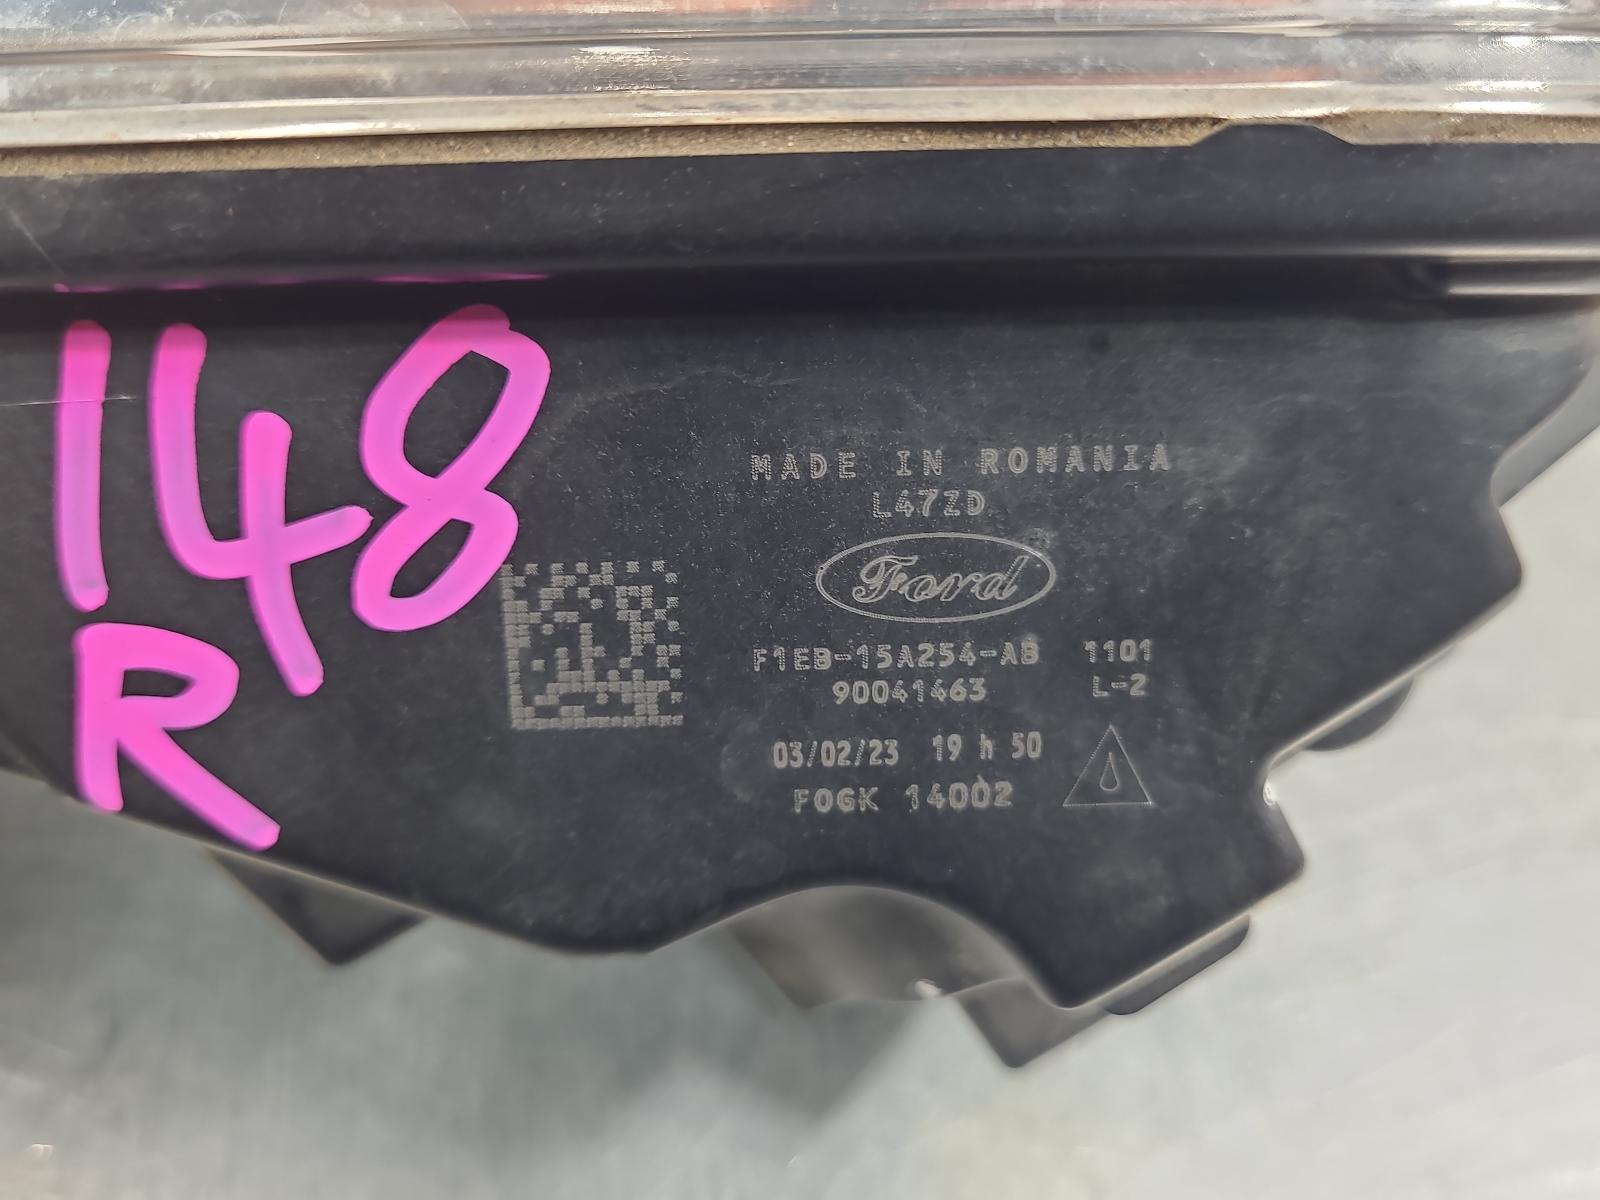 148
R
MADE IN ROMANIA
L47ZD
Ford
F1EB-15A254-AB 1101
90041463 L-2
03/02/23 19 h 50
FOGK 14002